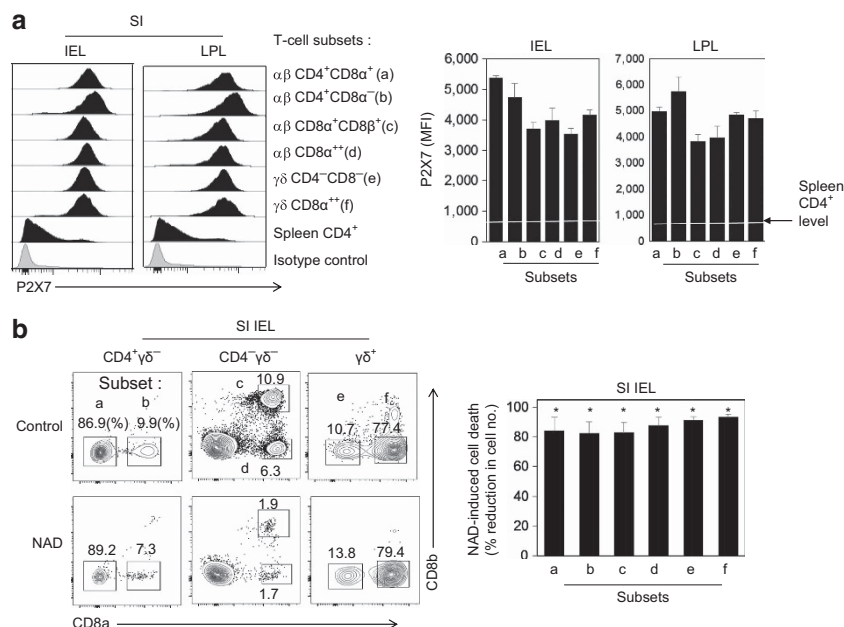 a
SI
IEL
LPL
T-cell subsets :
αβ CD4⁺CD8α⁺ (a)
αβ CD4⁺CD8α⁻(b)
αβ CD8α⁺CD8β⁺(c)
αβ CD8α⁺⁺(d)
γδ CD4⁻CD8⁻(e)
γδ CD8α⁺⁺(f)
Spleen CD4⁺
Isotype control
P2X7
IEL
P2X7 (MFI)
6,000
5,000
4,000
3,000
2,000
1,000
0
a b c d e f
Subsets
LPL
7,000
6,000
5,000
4,000
3,000
2,000
1,000
0
a b c d e f
Subsets
Spleen
CD4⁺
level
b
SI IEL
CD4⁺γδ⁻
CD4⁻γδ⁻
γδ⁺
Control
Subset :
a b
86.9(%) 9.9(%)
c 10.9
d 6.3
e f
10.7 77.4
NAD
89.2 7.3
1.9
1.7
13.8 79.4
CD8a
CD8b
SI IEL
NAD-induced cell death
(% reduction in cell no.)
100
80
60
40
20
0
* * * * * *
a b c d e f
Subsets